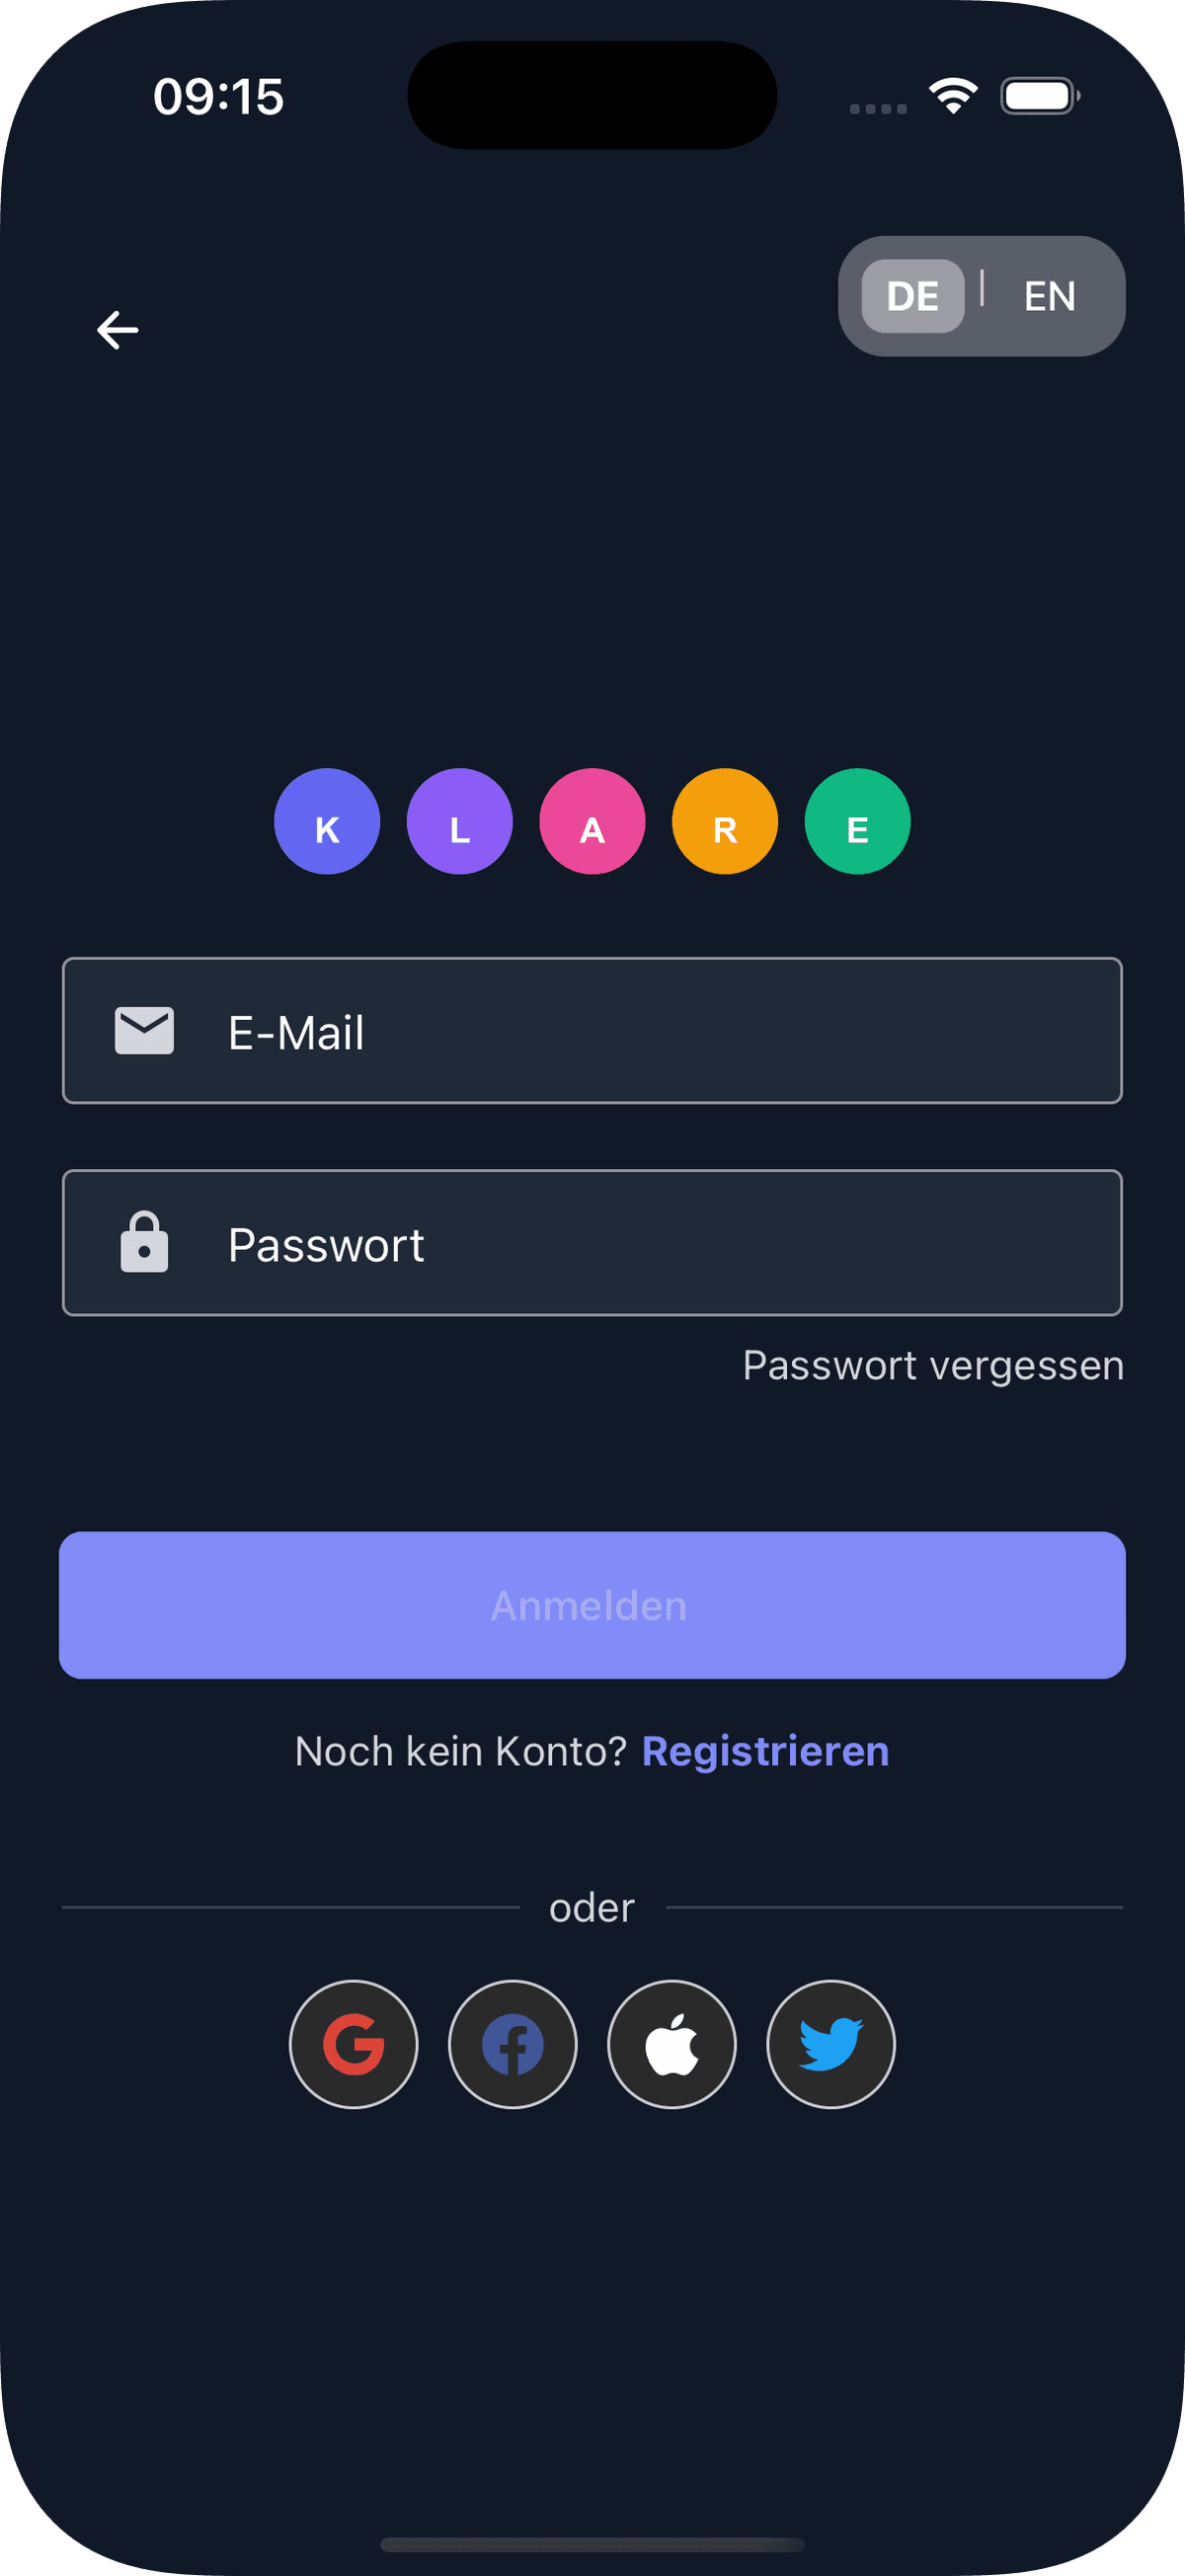 09:15
DE | EN
K L A R E
E-Mail
Passwort
Passwort vergessen
Anmelden
Noch kein Konto? Registrieren
oder